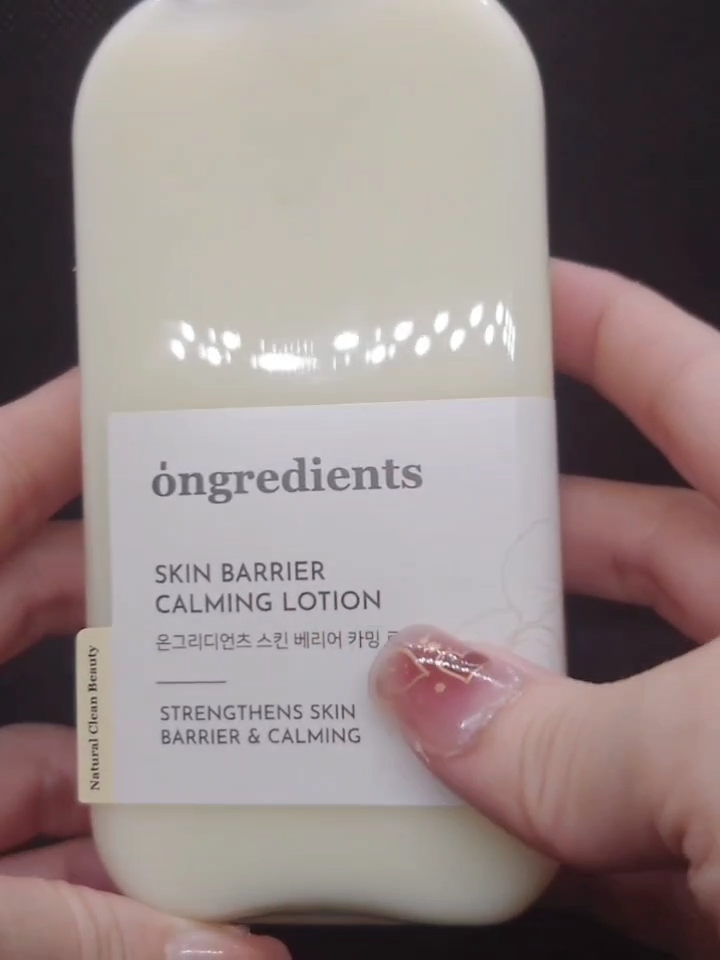 óngredients
SKIN BARRIER
CALMING LOTION
온그리디언츠 스킨 베리어 카밍
STRENGTHENS SKIN
BARRIER & CALMING
Natural Clean Beauty